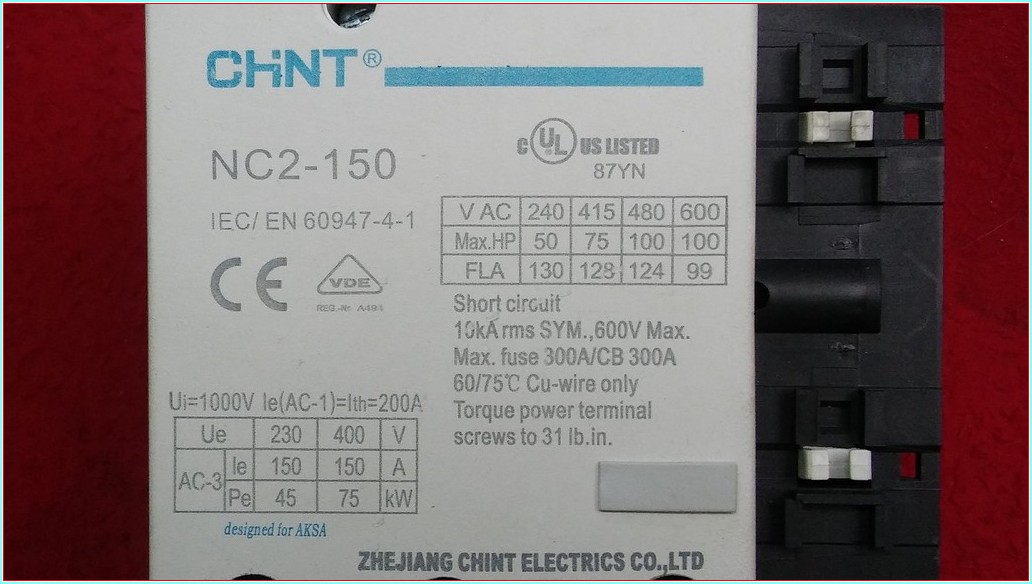 CHINT®
NC2-150
IEC/ EN 60947-4-1
CE
VDE
REG.-Nr. A494
Ui=1000V Ie(AC-1)=Ith=200A
Ue 230 400 V
AC-3 Ie 150 150 A
Pe 45 75 kW
designed for AKSA
C UL US LISTED
87YN
V AC 240 415 480 600
Max.HP 50 75 100 100
FLA 130 128 124 99
Short circuit
10kA rms SYM.,600V Max.
Max. fuse 300A/CB 300A
60/75℃ Cu-wire only
Torque power terminal
screws to 31 lb.in.
ZHEJIANG CHINT ELECTRICS CO.,LTD